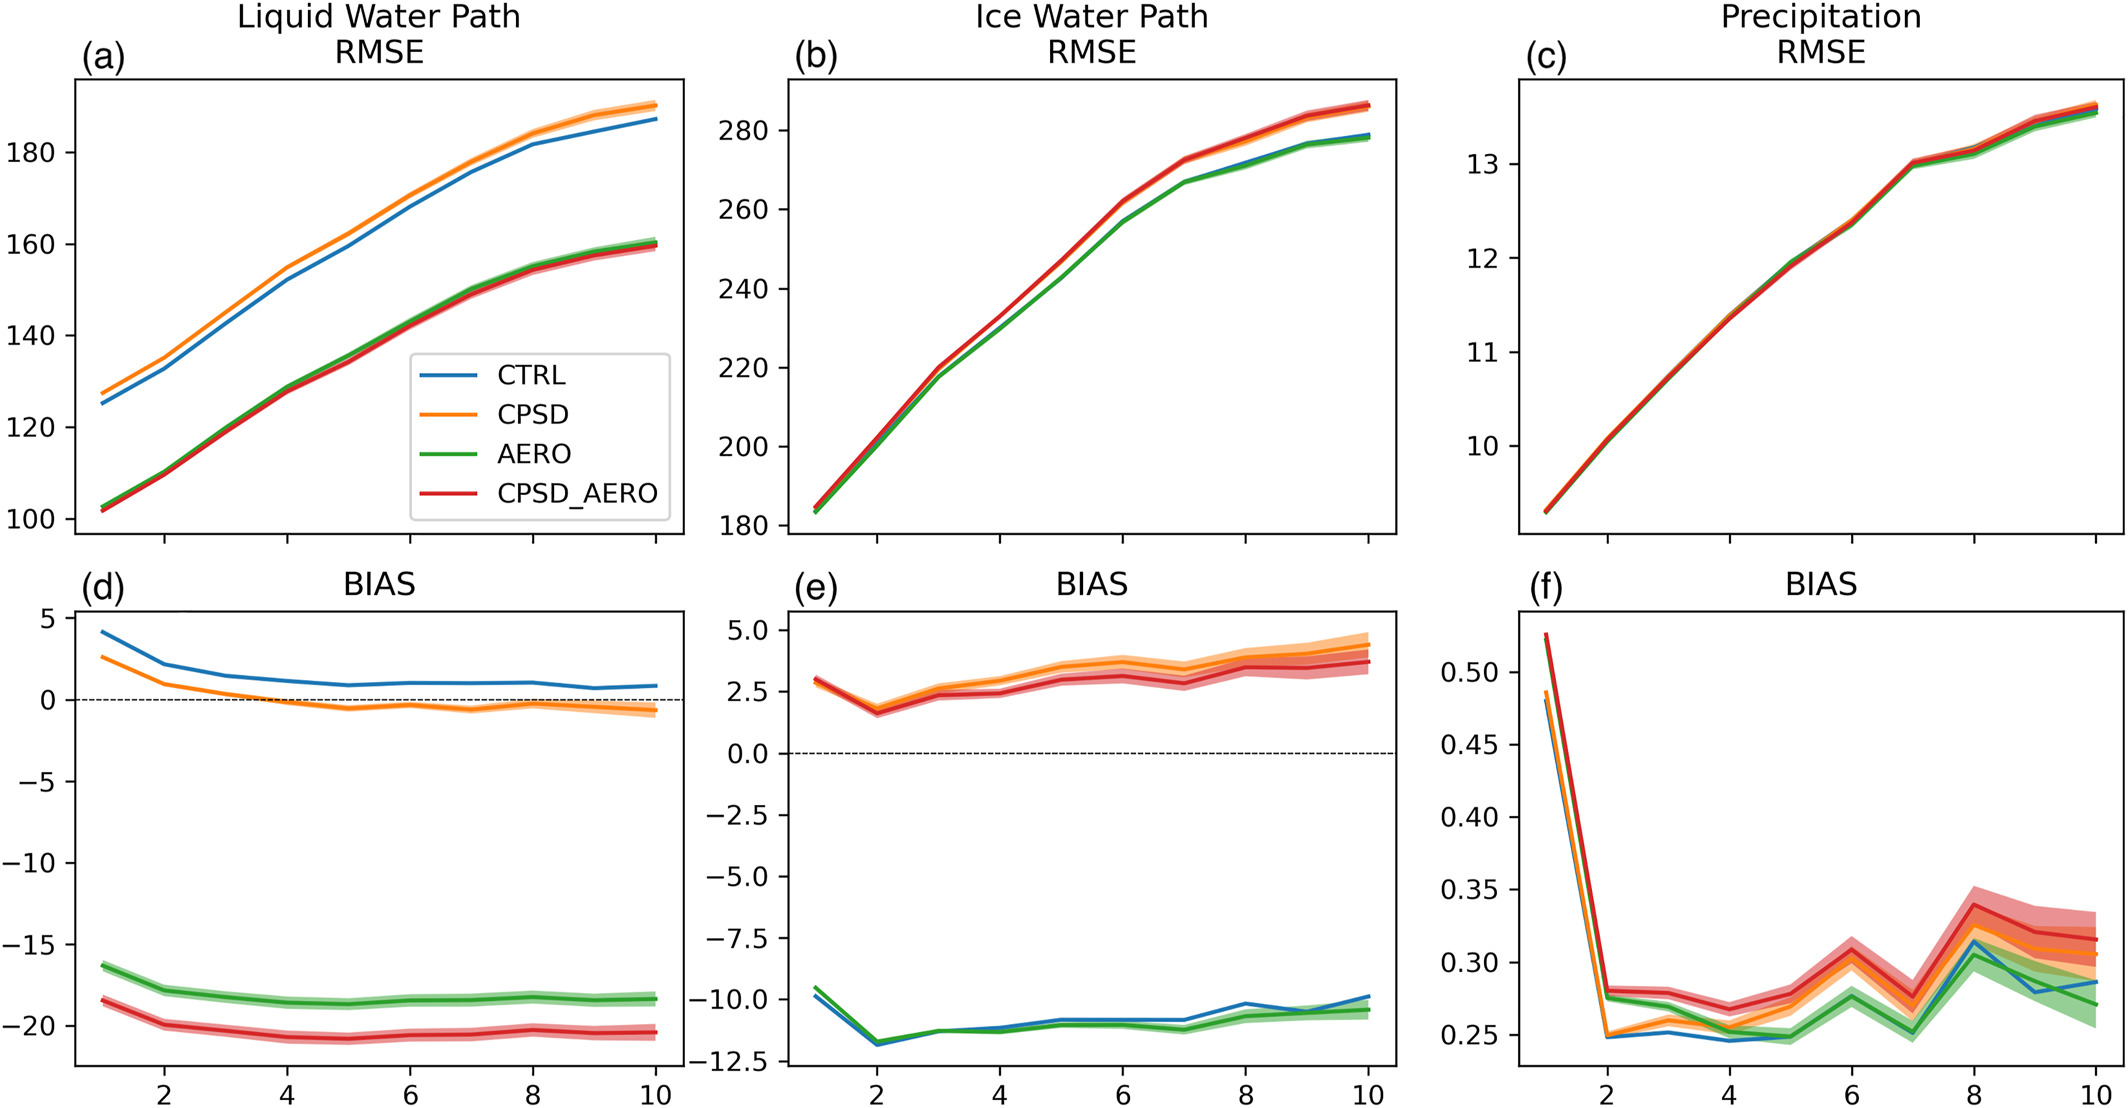 Liquid Water Path
RMSE
(a)
180
160
140
120
100
CTRL
CPSD
AERO
CPSD_AERO
Ice Water Path
RMSE
(b)
280
260
240
220
200
180
Precipitation
RMSE
(c)
13
12
11
10
(d)
BIAS
5
0
−5
−10
−15
−20
2 4 6 8 10
(e)
BIAS
5.0
2.5
0.0
−2.5
−5.0
−7.5
−10.0
−12.5
2 4 6 8 10
(f)
BIAS
0.50
0.45
0.40
0.35
0.30
0.25
2 4 6 8 10